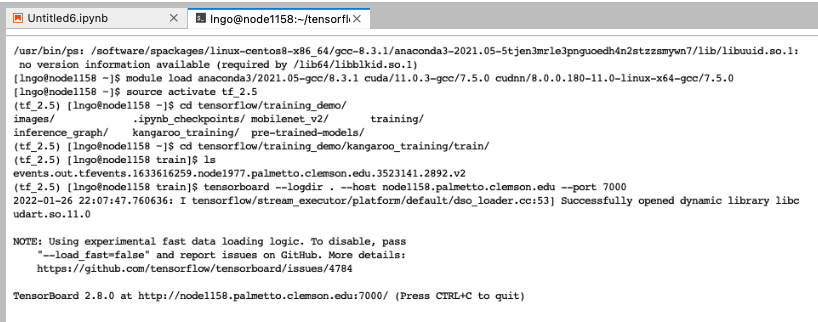 Untitled6.ipynb
lngo@node1158:~/tensorfl
/usr/bin/ps: /software/spackages/linux-centos8-x86_64/gcc-8.3.1/anaconda3-2021.05-5tjen3mrle3pnguoedh4n2stzzsmywn7/lib/libuuid.so.1:
 no version information available (required by /lib64/libblkid.so.1)
[lngo@node1158 ~]$ module load anaconda3/2021.05-gcc/8.3.1 cuda/11.0.3-gcc/7.5.0 cudnn/8.0.0.180-11.0-linux-x64-gcc/7.5.0
[lngo@node1158 ~]$ source activate tf_2.5
(tf_2.5) [lngo@node1158 ~]$ cd tensorflow/training_demo/
images/ .ipynb_checkpoints/ mobilenet_v2/ training/
inference_graph/ kangaroo_training/ pre-trained-models/
(tf_2.5) [lngo@node1158 ~]$ cd tensorflow/training_demo/kangaroo_training/train/
(tf_2.5) [lngo@node1158 train]$ ls
events.out.tfevents.1633616259.node1977.palmetto.clemson.edu.3523141.2892.v2
(tf_2.5) [lngo@node1158 train]$ tensorboard --logdir . --host node1158.palmetto.clemson.edu --port 7000
2022-01-26 22:07:47.760636: I tensorflow/stream_executor/platform/default/dso_loader.cc:53] Successfully opened dynamic library libc
udart.so.11.0
NOTE: Using experimental fast data loading logic. To disable, pass
"--load_fast=false" and report issues on GitHub. More details:
https://github.com/tensorflow/tensorboard/issues/4784
TensorBoard 2.8.0 at http://node1158.palmetto.clemson.edu:7000/ (Press CTRL+C to quit)